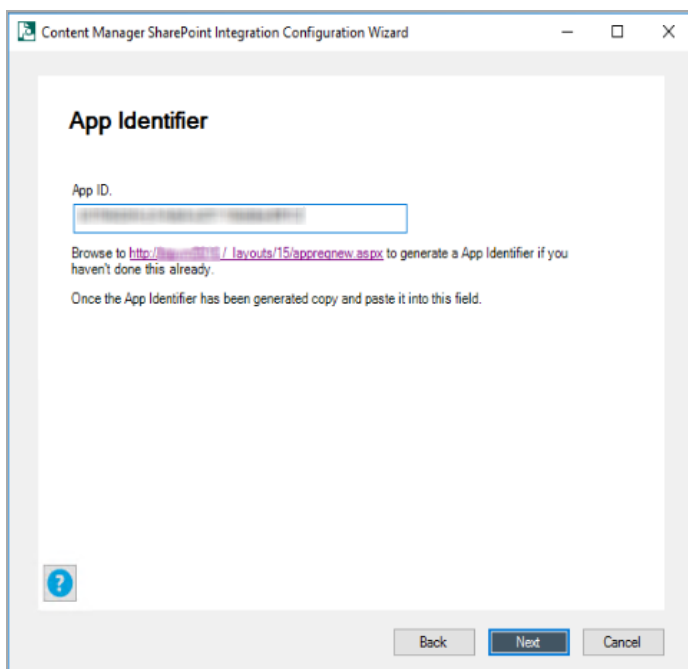 Content Manager SharePoint Integration Configuration Wizard
App Identifier
App ID.
Browse to http:// /_layouts/15/appregnew.aspx to generate a App Identifier if you
haven't done this already.
Once the App Identifier has been generated copy and paste it into this field.
?
Back Next Cancel